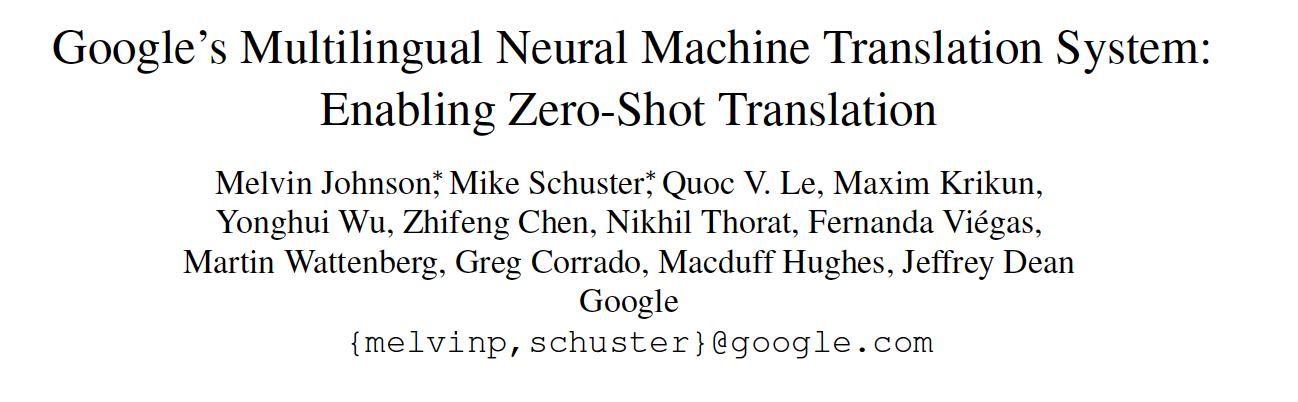 Google's Multilingual Neural Machine Translation System:
Enabling Zero-Shot Translation
Melvin Johnson,* Mike Schuster,* Quoc V. Le, Maxim Krikun,
Yonghui Wu, Zhifeng Chen, Nikhil Thorat, Fernanda Viégas,
Martin Wattenberg, Greg Corrado, Macduff Hughes, Jeffrey Dean
Google
{melvinp,schuster}@google.com